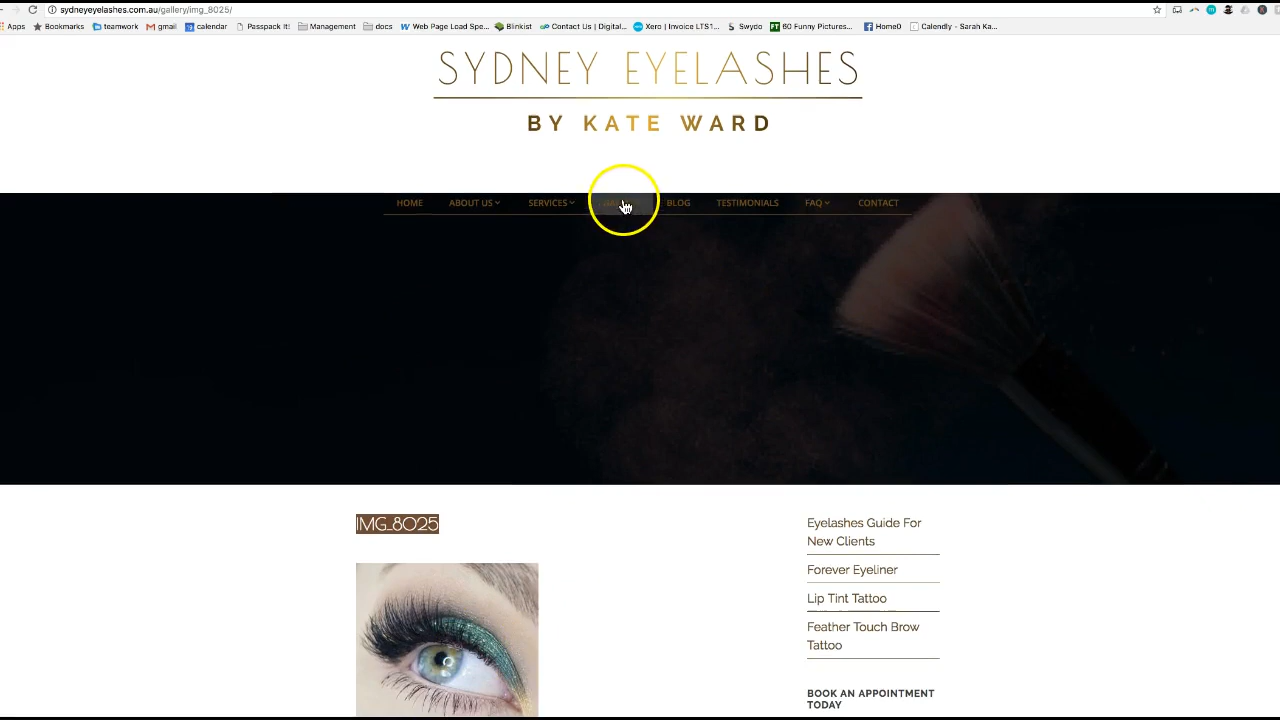 sydneyeyelashes.com.au/gallery/img_8025/
Apps Bookmarks teamwork gmail calendar Passpack It! Management docs Web Page Load Spe... Blinkist Contact Us | Digital... Xero | Invoice LTS1... Swydo 60 Funny Pictures... Home0 Calendly - Sarah Ka...
SYDNEY EYELASHES
BY KATE WARD
HOME ABOUT US SERVICES BLOG TESTIMONIALS FAQ CONTACT
IMG_8025
Eyelashes Guide For
New Clients
Forever Eyeliner
Lip Tint Tattoo
Feather Touch Brow
Tattoo
BOOK AN APPOINTMENT
TODAY